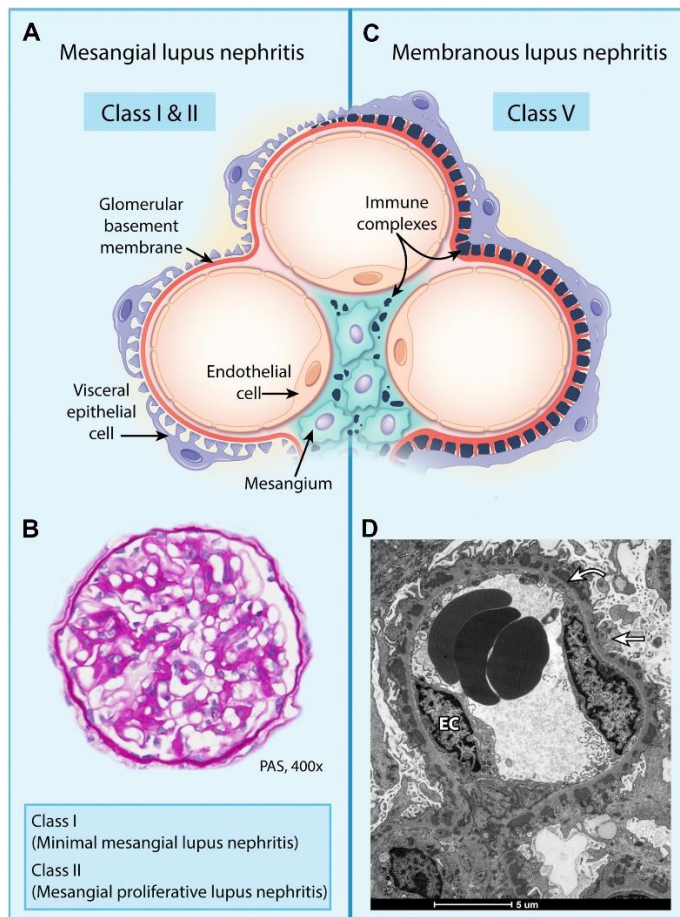 A
Mesangial lupus nephritis
Class I & II
Glomerular
basement
membrane
Visceral
epithelial
cell
Endothelial
cell
Mesangium
C
Membranous lupus nephritis
Class V
Immune
complexes
B
PAS, 400x
Class I
(Minimal mesangial lupus nephritis)
Class II
(Mesangial proliferative lupus nephritis)
D
EC
5 um